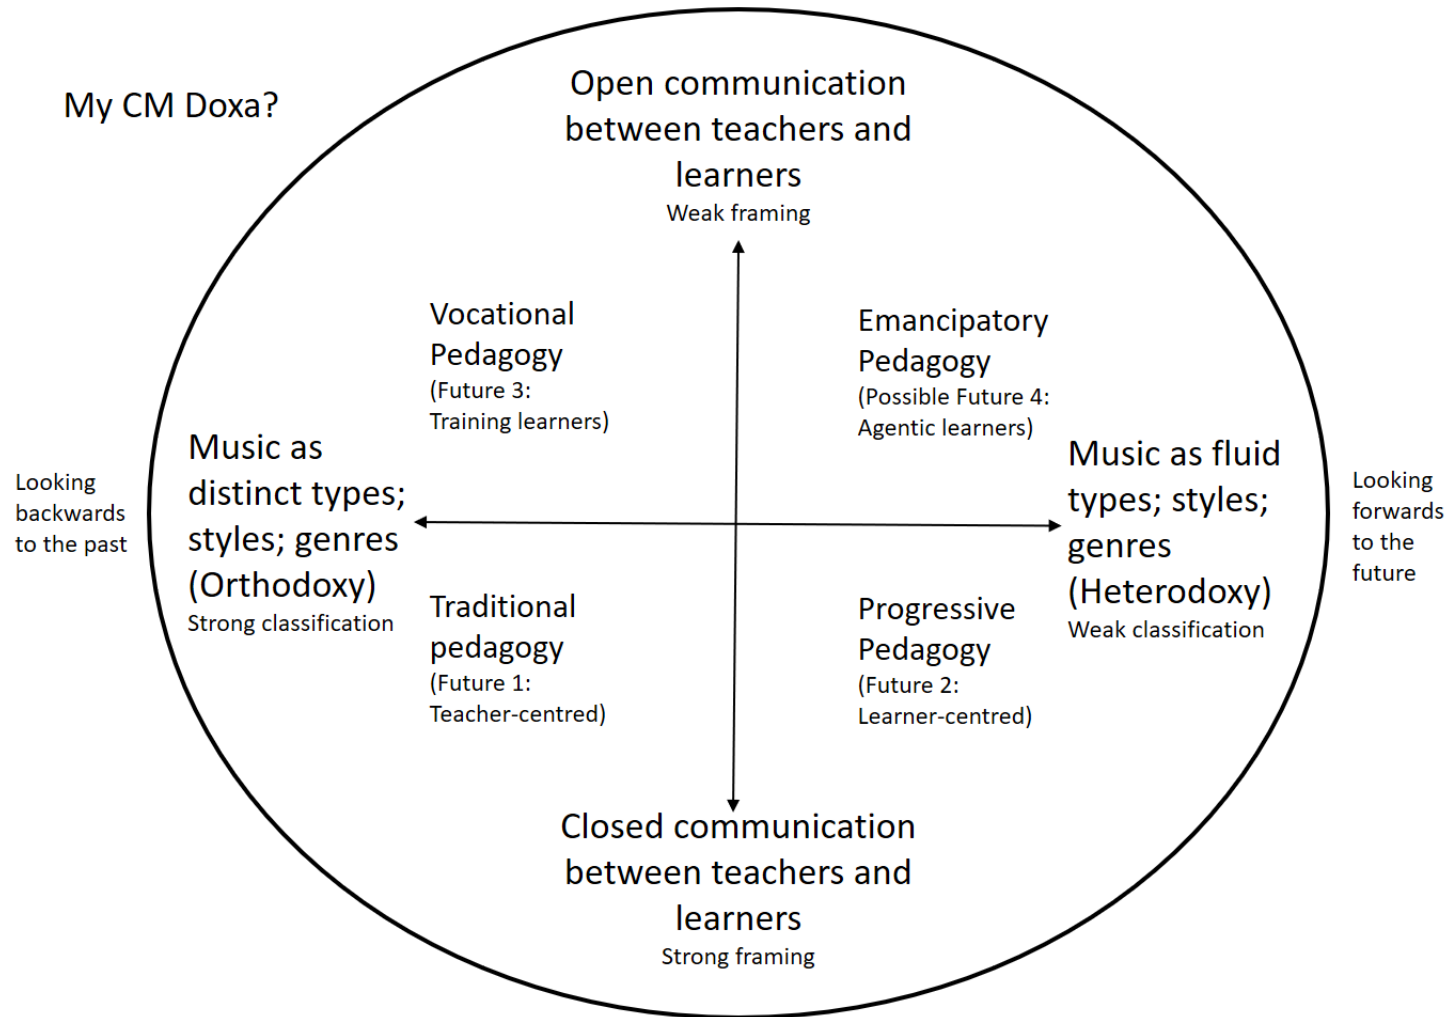 My CM Doxa?
Open communication
between teachers and
learners
Weak framing
Vocational
Pedagogy
(Future 3:
Training learners)
Emancipatory
Pedagogy
(Possible Future 4:
Agentic learners)
Looking
backwards
to the past
Music as
distinct types;
styles; genres
(Orthodoxy)
Strong classification
Music as fluid
types; styles;
genres
(Heterodoxy)
Weak classification
Looking
forwards
to the
future
Traditional
pedagogy
(Future 1:
Teacher-centred)
Progressive
Pedagogy
(Future 2:
Learner-centred)
Closed communication
between teachers and
learners
Strong framing